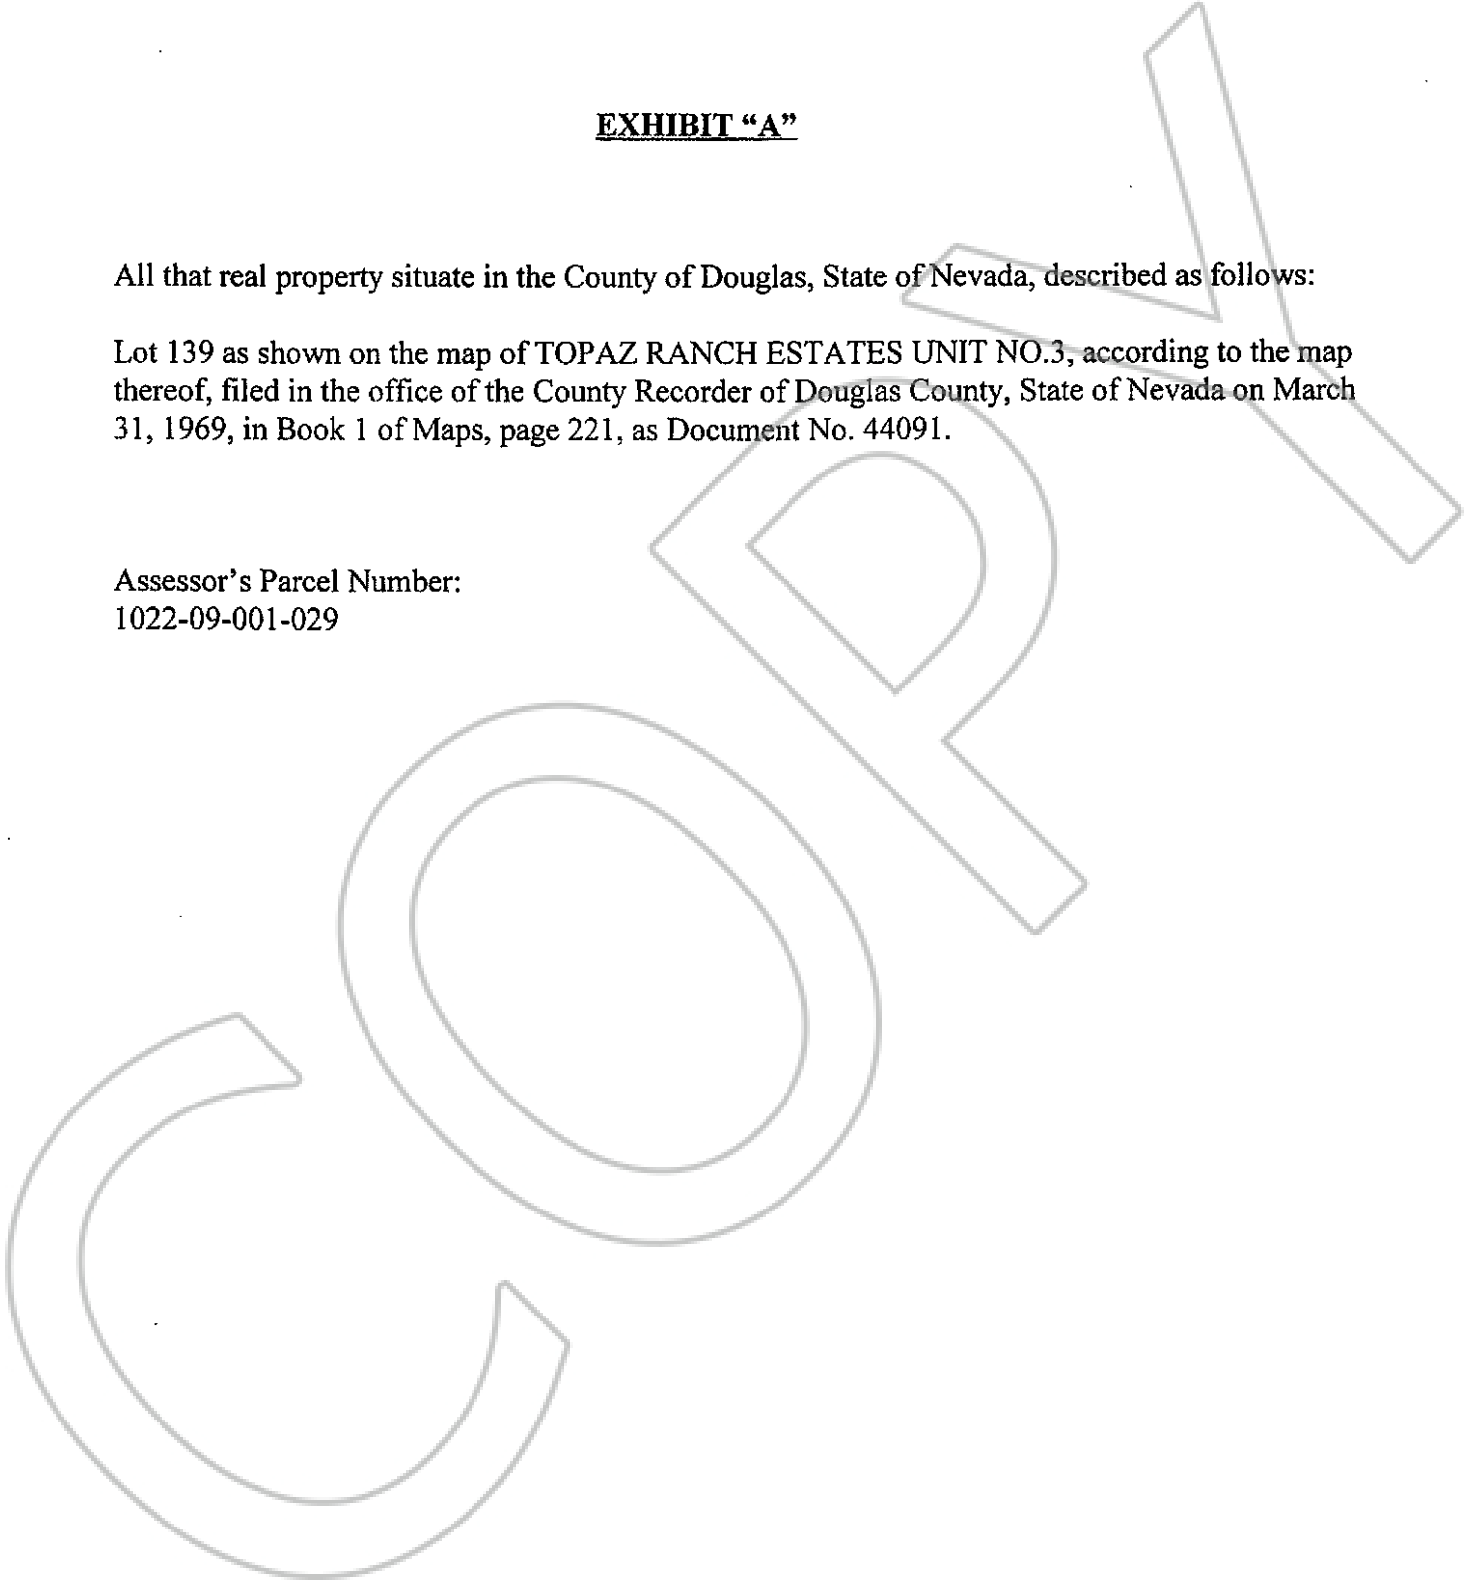 EXHIBIT “A”
All that real property situate in the County of Douglas, State of Nevada, described as follows:
Lot 139 as shown on the map of TOPAZ RANCH ESTATES UNIT NO.3, according to the map
thereof, filed in the office of the County Recorder of Douglas County, State of Nevada on March
31, 1969, in Book 1 of Maps, page 221, as Document No. 44091.
Assessor’s Parcel Number:
1022-09-001-029
COPY